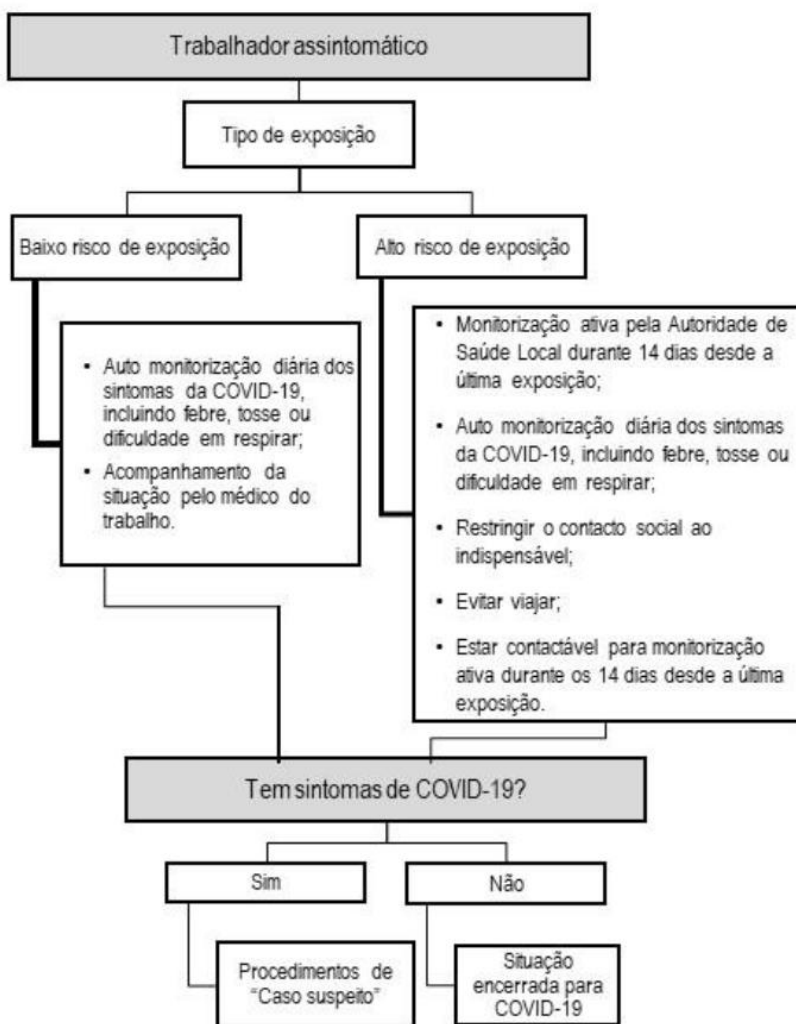 Trabalhador assintomático
Tipo de exposição
Baixo risco de exposição
Alto risco de exposição
• Auto monitorização diária dos
sintomas da COVID-19,
incluindo febre, tosse ou
dificuldade em respirar;
• Acompanhamento da
situação pelo médico do
trabalho.
• Monitorização ativa pela Autoridade de
Saúde Local durante 14 dias desde a
última exposição;
• Auto monitorização diária dos sintomas
da COVID-19, incluindo febre, tosse ou
dificuldade em respirar;
• Restringir o contacto social ao
indispensável;
• Evitar viajar;
• Estar contactável para monitorização
ativa durante os 14 dias desde a última
exposição.
Tem sintomas de COVID-19?
Sim
Não
Procedimentos de
“Caso suspeito”
Situação
encerrada para
COVID-19